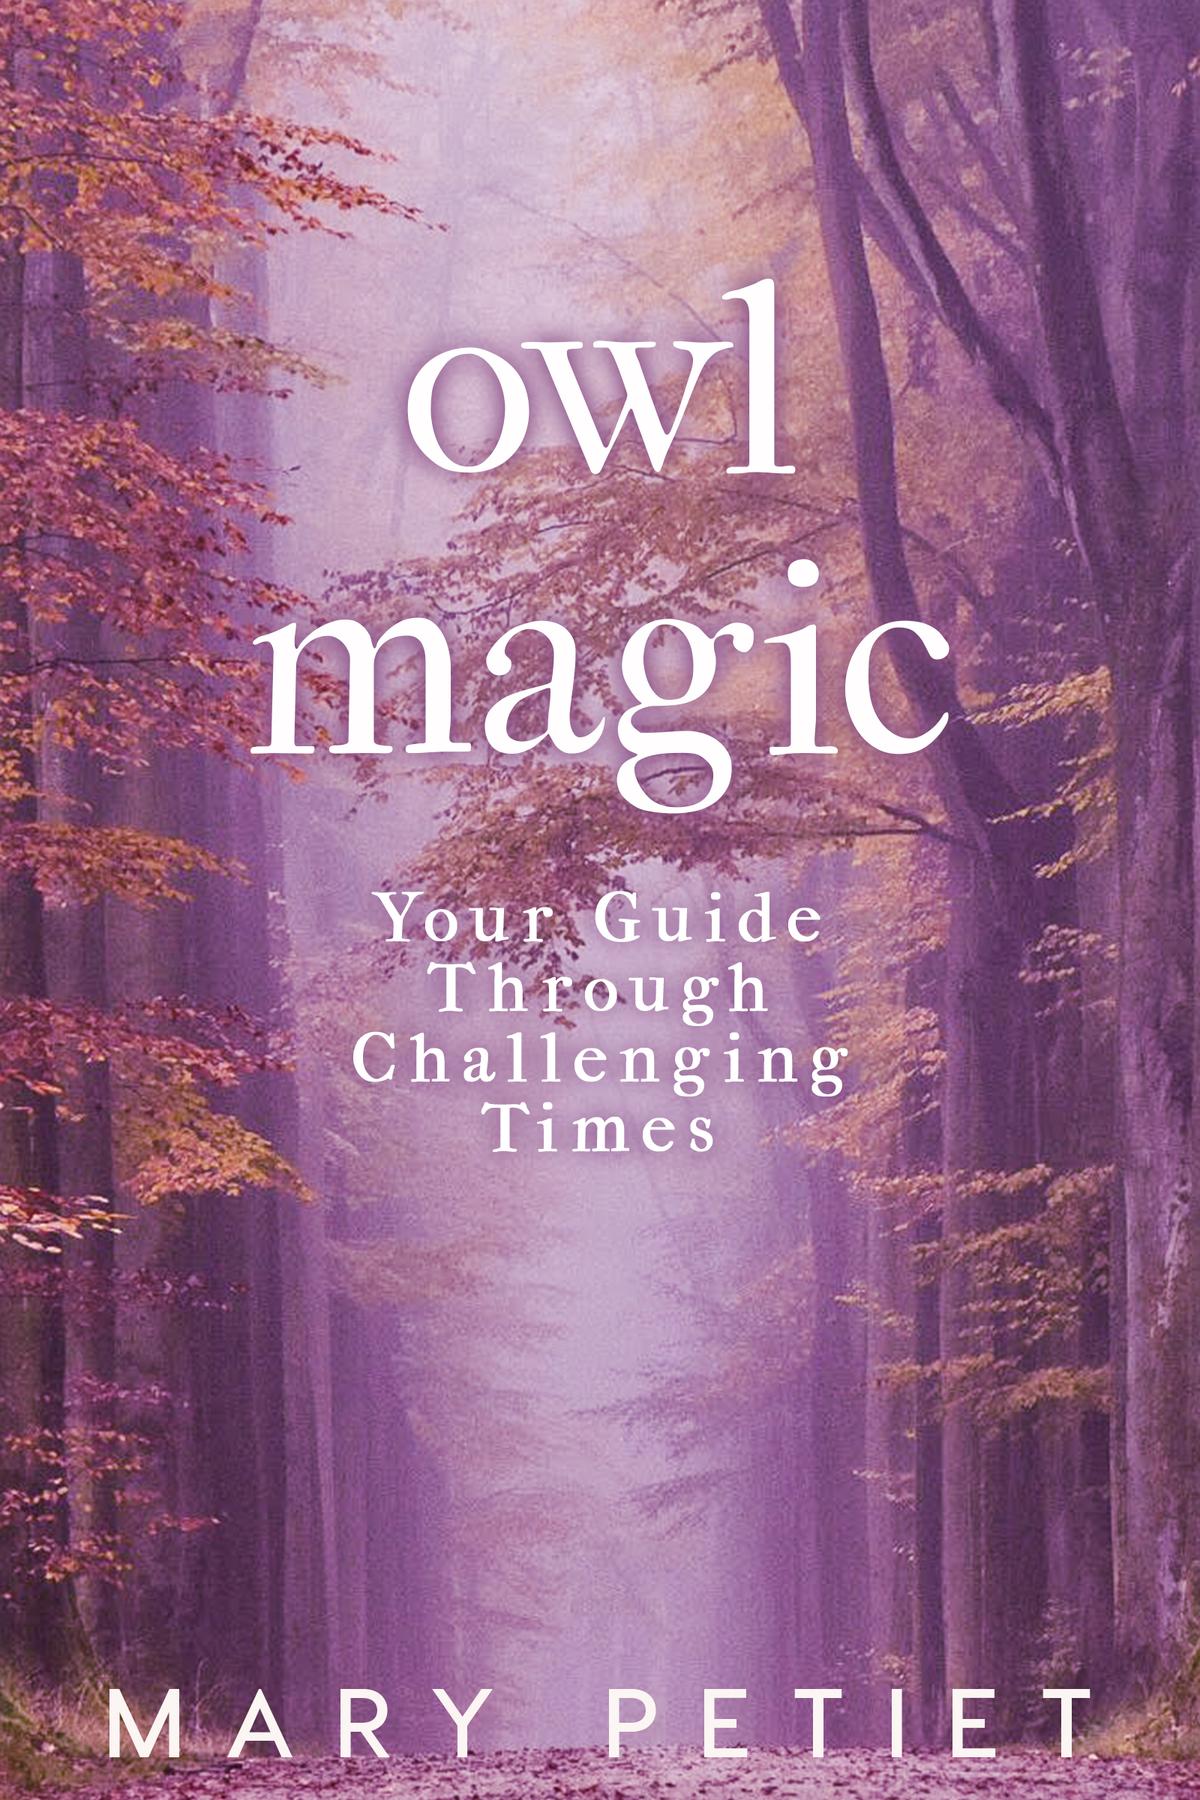 owl
magic
Your Guide
Through
Challenging
Times
MARY PETIET